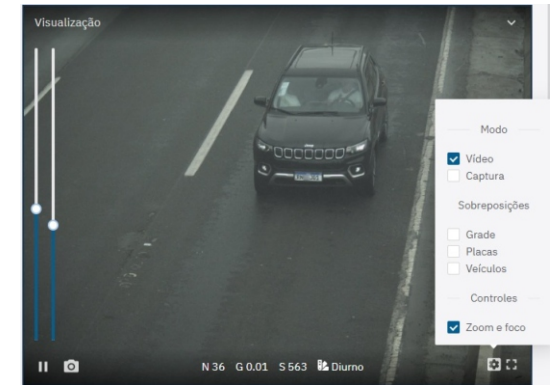 Visualização
Modo
Vídeo
Captura
Sobreposições
Grade
Placas
Veículos
Controles
Zoom e foco
N 36 G 0.01 S 563 Diurno